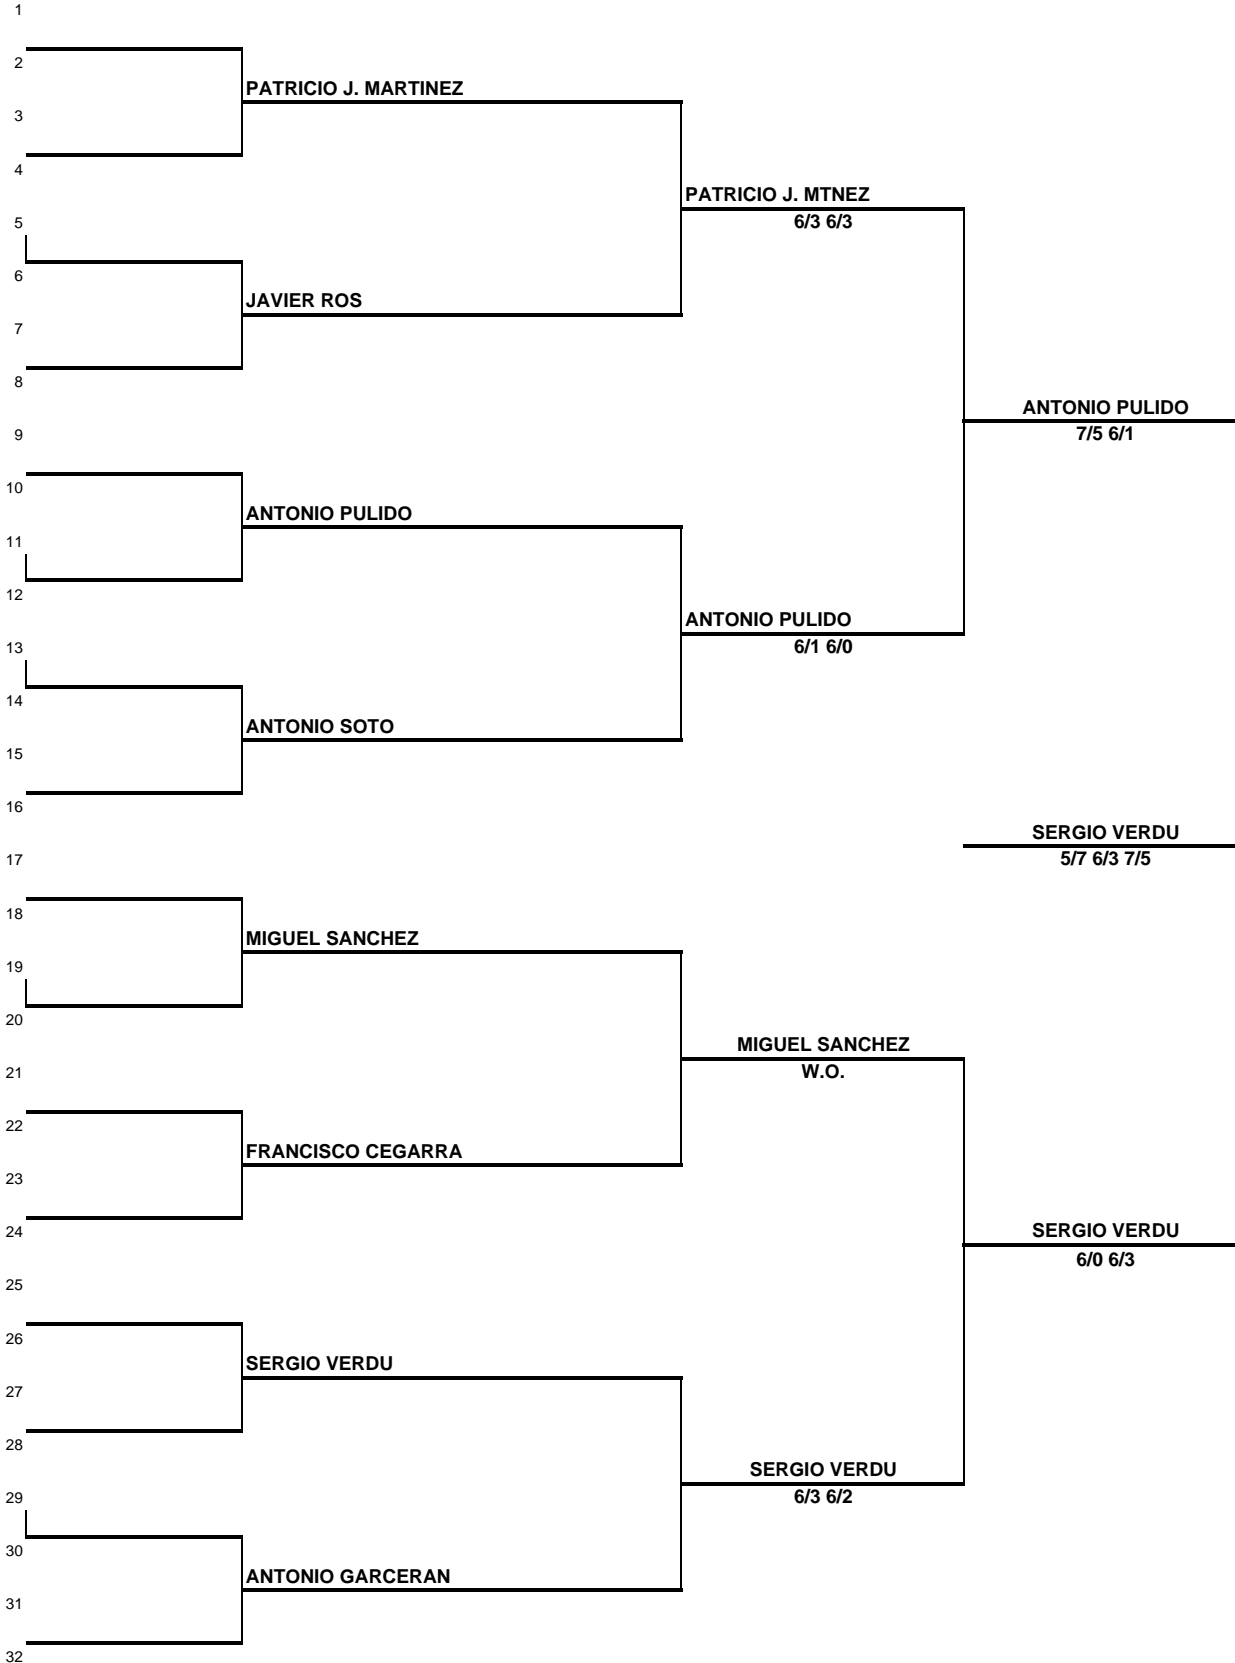 1
2
PATRICIO J. MARTINEZ
3
4
PATRICIO J. MTNEZ
5
6/3 6/3
6
JAVIER ROS
7
8
ANTONIO PULIDO
9
7/5 6/1
10
ANTONIO PULIDO
11
12
ANTONIO PULIDO
13
6/1 6/0
14
ANTONIO SOTO
15
16
SERGIO VERDU
17
5/7 6/3 7/5
18
MIGUEL SANCHEZ
19
20
MIGUEL SANCHEZ
21
W.O.
22
FRANCISCO CEGARRA
23
24
SERGIO VERDU
6/0 6/3
25
26
SERGIO VERDU
27
28
SERGIO VERDU
29
6/3 6/2
30
ANTONIO GARCERAN
31
32